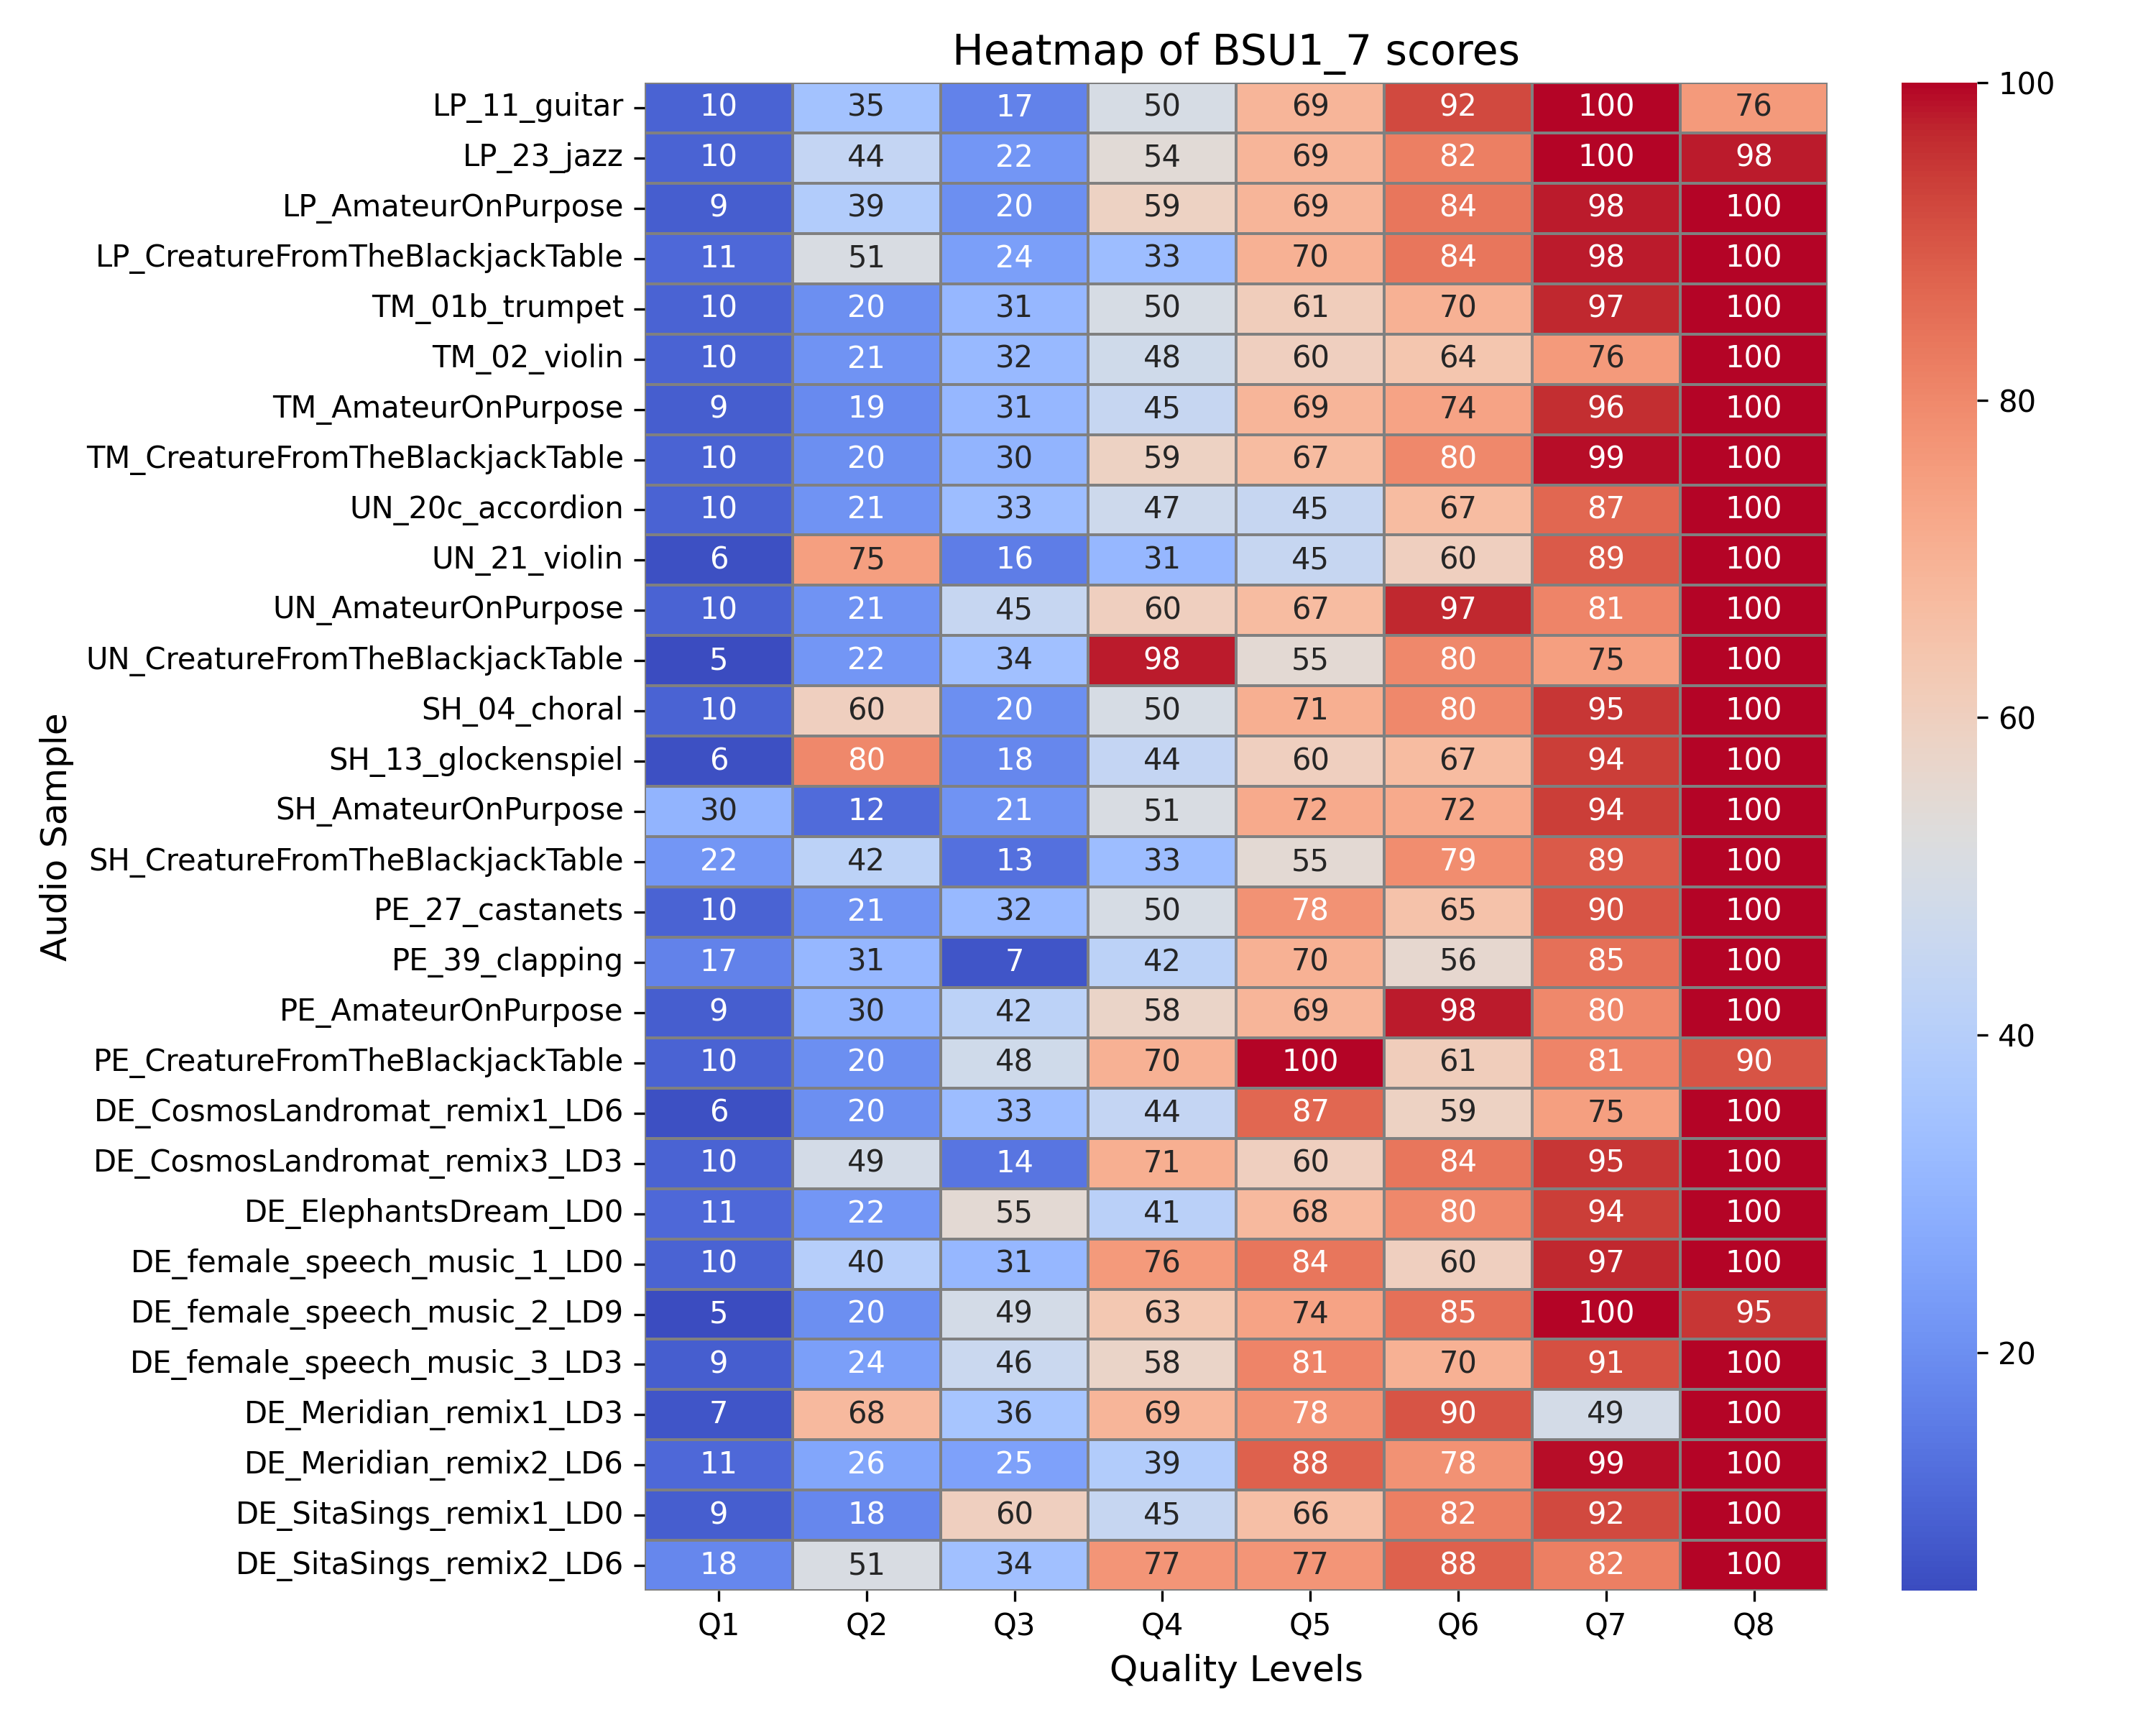 Heatmap of BSU1_7 scores
LP_11_guitar 10 35 17 50 69 92 100 76
LP_23_jazz 10 44 22 54 69 82 100 98
LP_AmateurOnPurpose 9 39 20 59 69 84 98 100
LP_CreatureFromTheBlackjackTable 11 51 24 33 70 84 98 100
TM_01b_trumpet 10 20 31 50 61 70 97 100
TM_02_violin 10 21 32 48 60 64 76 100
TM_AmateurOnPurpose 9 19 31 45 69 74 96 100
TM_CreatureFromTheBlackjackTable 10 20 30 59 67 80 99 100
UN_20c_accordion 10 21 33 47 45 67 87 100
UN_21_violin 6 75 16 31 45 60 89 100
UN_AmateurOnPurpose 10 21 45 60 67 97 81 100
UN_CreatureFromTheBlackjackTable 5 22 34 98 55 80 75 100
SH_04_choral 10 60 20 50 71 80 95 100
SH_13_glockenspiel 6 80 18 44 60 67 94 100
SH_AmateurOnPurpose 30 12 21 51 72 72 94 100
SH_CreatureFromTheBlackjackTable 22 42 13 33 55 79 89 100
PE_27_castanets 10 21 32 50 78 65 90 100
PE_39_clapping 17 31 7 42 70 56 85 100
PE_AmateurOnPurpose 9 30 42 58 69 98 80 100
PE_CreatureFromTheBlackjackTable 10 20 48 70 100 61 81 90
DE_CosmosLandromat_remix1_LD6 6 20 33 44 87 59 75 100
DE_CosmosLandromat_remix3_LD3 10 49 14 71 60 84 95 100
DE_ElephantsDream_LD0 11 22 55 41 68 80 94 100
DE_female_speech_music_1_LD0 10 40 31 76 84 60 97 100
DE_female_speech_music_2_LD9 5 20 49 63 74 85 100 95
DE_female_speech_music_3_LD3 9 24 46 58 81 70 91 100
DE_Meridian_remix1_LD3 7 68 36 69 78 90 49 100
DE_Meridian_remix2_LD6 11 26 25 39 88 78 99 100
DE_SitaSings_remix1_LD0 9 18 60 45 66 82 92 100
DE_SitaSings_remix2_LD6 18 51 34 77 77 88 82 100
Q1 Q2 Q3 Q4 Q5 Q6 Q7 Q8
Quality Levels
Audio Sample
100
80
60
40
20